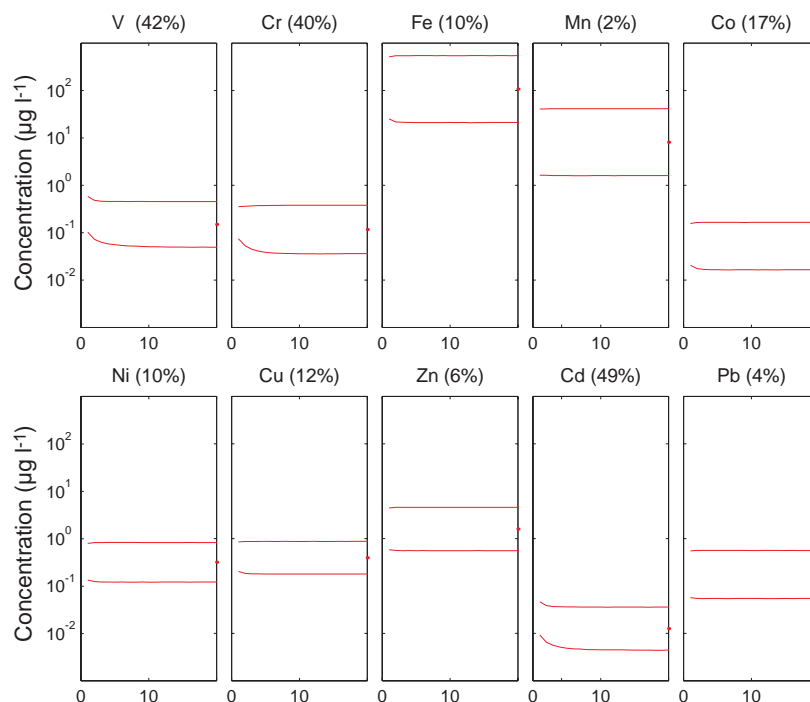 V (42%) Cr (40%) Fe (10%) Mn (2%) Co (17%)
Concentration (µg l-1)
10² 10¹ 10⁰ 10⁻¹ 10⁻²
0 10 0 10 0 10 0 10 0 10
Ni (10%) Cu (12%) Zn (6%) Cd (49%) Pb (4%)
Concentration (µg l-1)
10² 10¹ 10⁰ 10⁻¹ 10⁻²
0 10 0 10 0 10 0 10 0 10